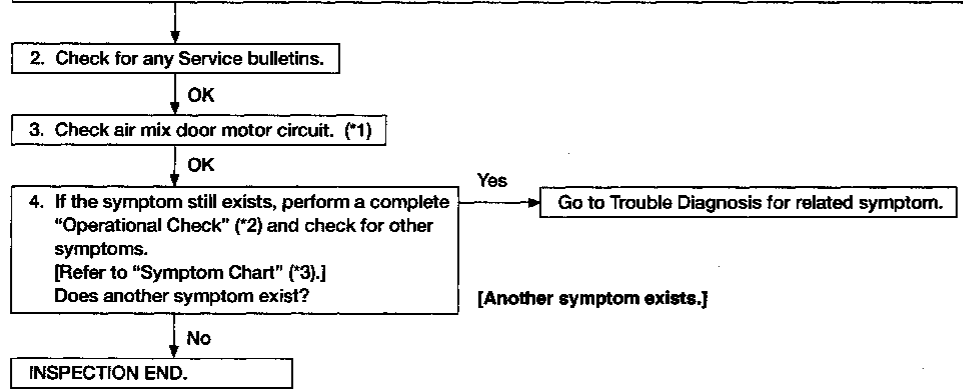 2. Check for any Service bulletins.
OK
3. Check air mix door motor circuit. (*1)
OK
4. If the symptom still exists, perform a complete
"Operational Check" (*2) and check for other
symptoms.
[Refer to "Symptom Chart" (*3).]
Does another symptom exist?
Yes
Go to Trouble Diagnosis for related symptom.
[Another symptom exists.]
No
INSPECTION END.